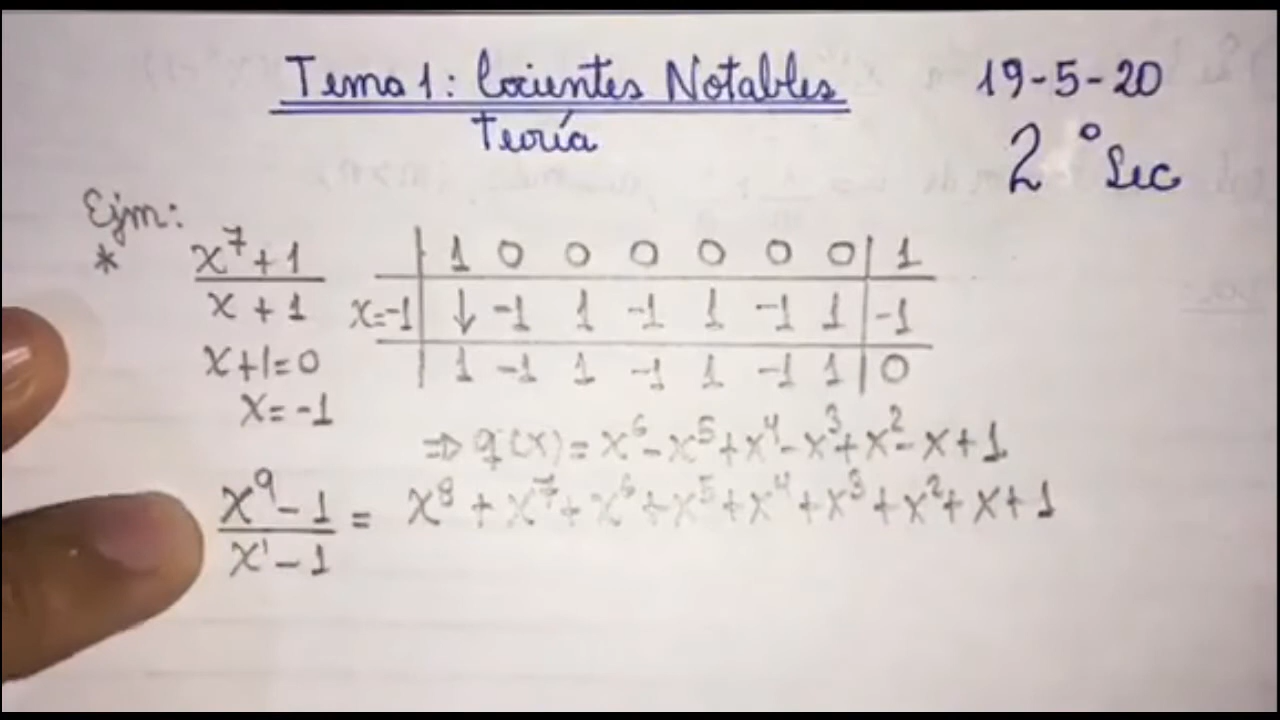 Tema 1: Cocientes Notables 19-5-20
Teoría 2° Sec
Ejm:
* x⁷+1 / x+1 | 1 0 0 0 0 0 0 | 1
x=-1 | ↓ -1 1 -1 1 -1 1 | -1
x+1=0 | 1 -1 1 -1 1 -1 1 | 0
x=-1
⇒ q(x) = x⁶-x⁵+x⁴-x³+x²-x+1
x⁹-1 / x¹-1 = x⁸+x⁷+x⁶+x⁵+x⁴+x³+x²+x+1